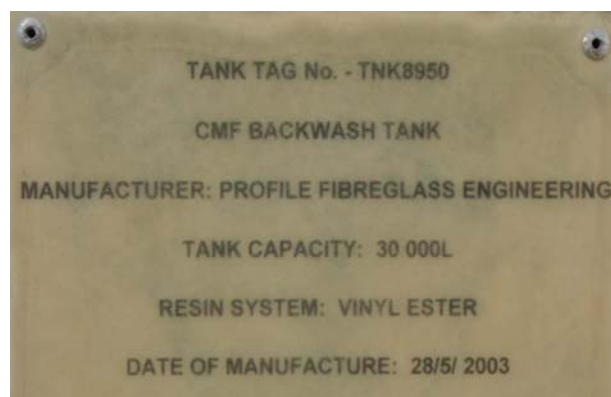 TANK TAG No. - TNK8950
CMF BACKWASH TANK
MANUFACTURER: PROFILE FIBREGLASS ENGINEERING
TANK CAPACITY: 30 000L
RESIN SYSTEM: VINYL ESTER
DATE OF MANUFACTURE: 28/5/ 2003